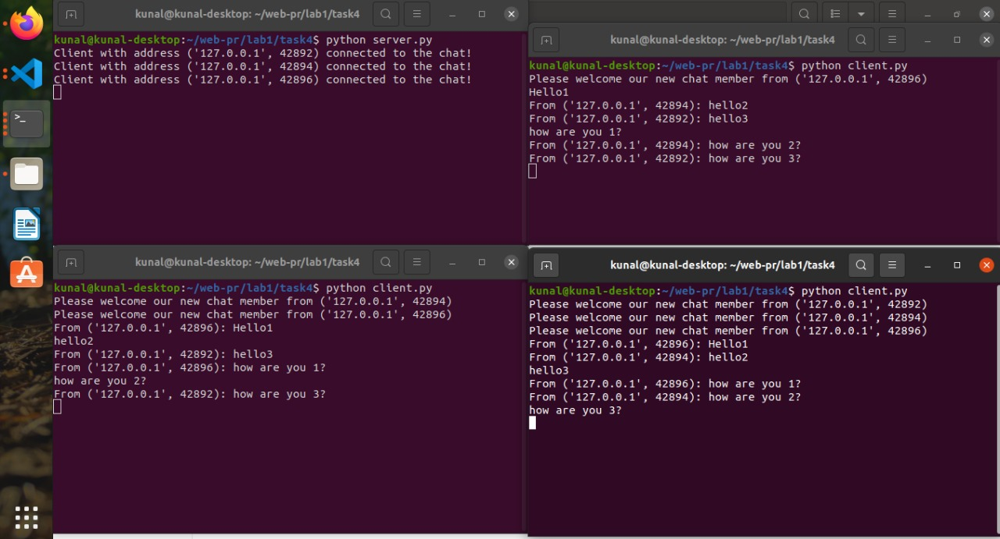 kunal@kunal-desktop: ~/web-pr/lab1/task4
kunal@kunal-desktop:~/web-pr/lab1/task4$ python server.py
Client with address ('127.0.0.1', 42892) connected to the chat!
Client with address ('127.0.0.1', 42894) connected to the chat!
Client with address ('127.0.0.1', 42896) connected to the chat!
kunal@kunal-desktop: ~/web-pr/lab1/task4
kunal@kunal-desktop:~/web-pr/lab1/task4$ python client.py
Please welcome our new chat member from ('127.0.0.1', 42896)
Hello1
From ('127.0.0.1', 42894): hello2
From ('127.0.0.1', 42892): hello3
how are you 1?
From ('127.0.0.1', 42894): how are you 2?
From ('127.0.0.1', 42892): how are you 3?
kunal@kunal-desktop: ~/web-pr/lab1/task4
kunal@kunal-desktop:~/web-pr/lab1/task4$ python client.py
Please welcome our new chat member from ('127.0.0.1', 42894)
Please welcome our new chat member from ('127.0.0.1', 42896)
From ('127.0.0.1', 42896): Hello1
hello2
From ('127.0.0.1', 42892): hello3
From ('127.0.0.1', 42896): how are you 1?
how are you 2?
From ('127.0.0.1', 42892): how are you 3?
kunal@kunal-desktop: ~/web-pr/lab1/task4
kunal@kunal-desktop:~/web-pr/lab1/task4$ python client.py
Please welcome our new chat member from ('127.0.0.1', 42892)
Please welcome our new chat member from ('127.0.0.1', 42894)
Please welcome our new chat member from ('127.0.0.1', 42896)
From ('127.0.0.1', 42896): Hello1
From ('127.0.0.1', 42894): hello2
hello3
From ('127.0.0.1', 42896): how are you 1?
From ('127.0.0.1', 42894): how are you 2?
how are you 3?